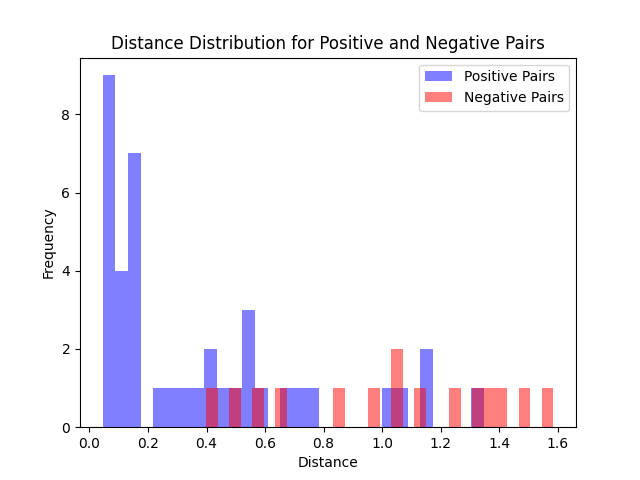 Distance Distribution for Positive and Negative Pairs
Positive Pairs
Negative Pairs
Frequency
8
6
4
2
0
0.0 0.2 0.4 0.6 0.8 1.0 1.2 1.4 1.6
Distance